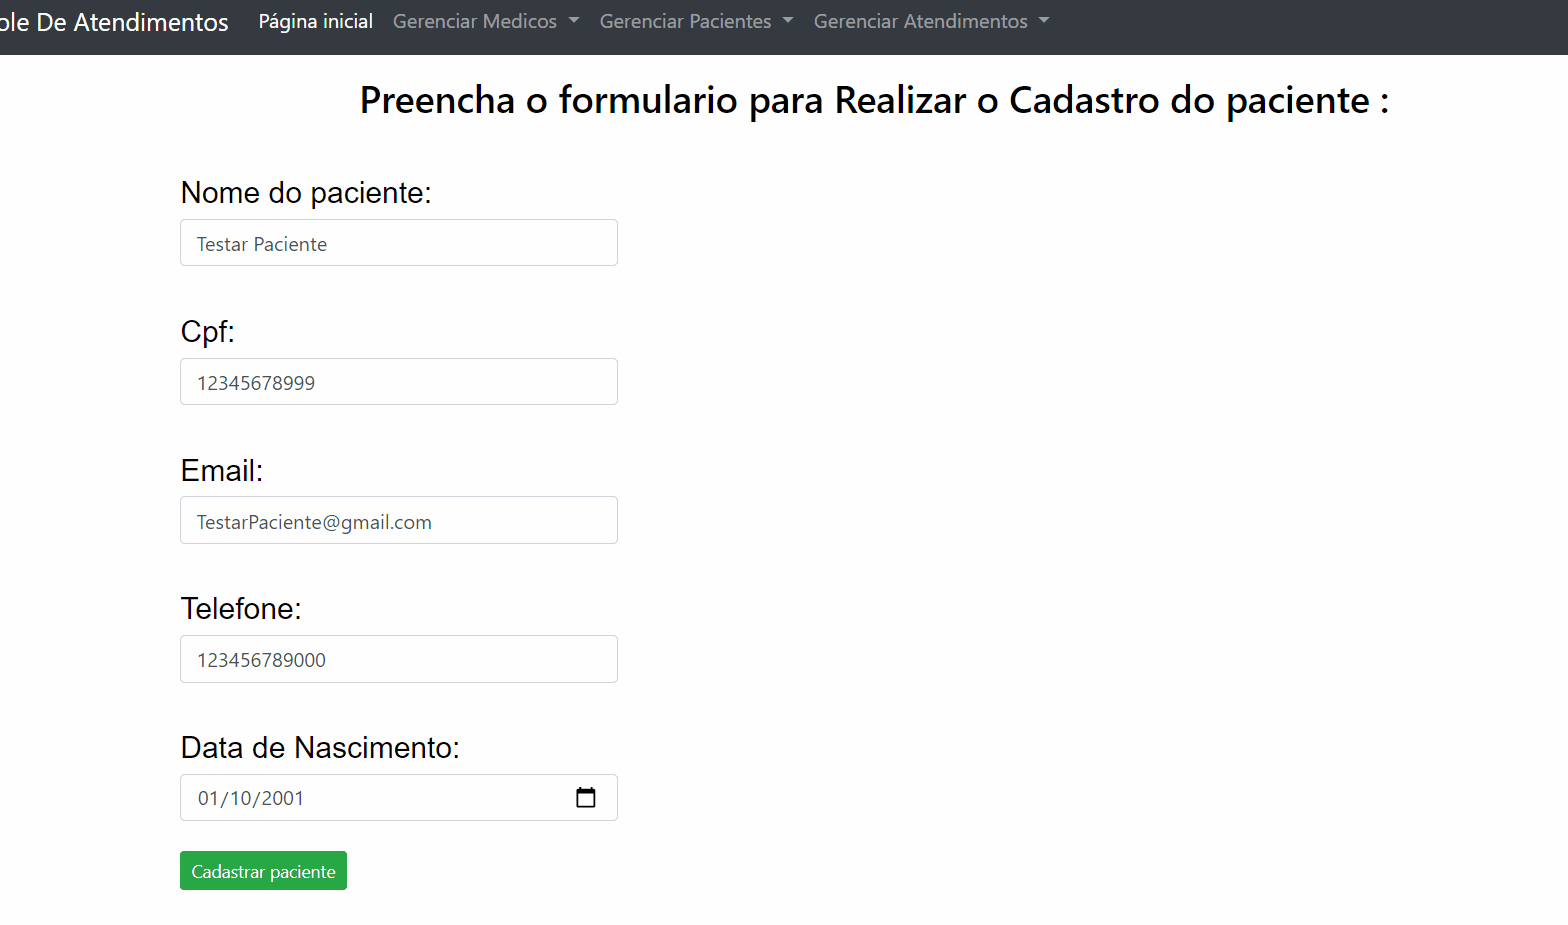 De Atendimentos Página inicial Gerenciar Medicos Gerenciar Pacientes Gerenciar Atendimentos
Preencha o formulario para Realizar o Cadastro do paciente :
Nome do paciente:
Testar Paciente
Cpf:
12345678999
Email:
TestarPaciente@gmail.com
Telefone:
123456789000
Data de Nascimento:
01/10/2001
Cadastrar paciente